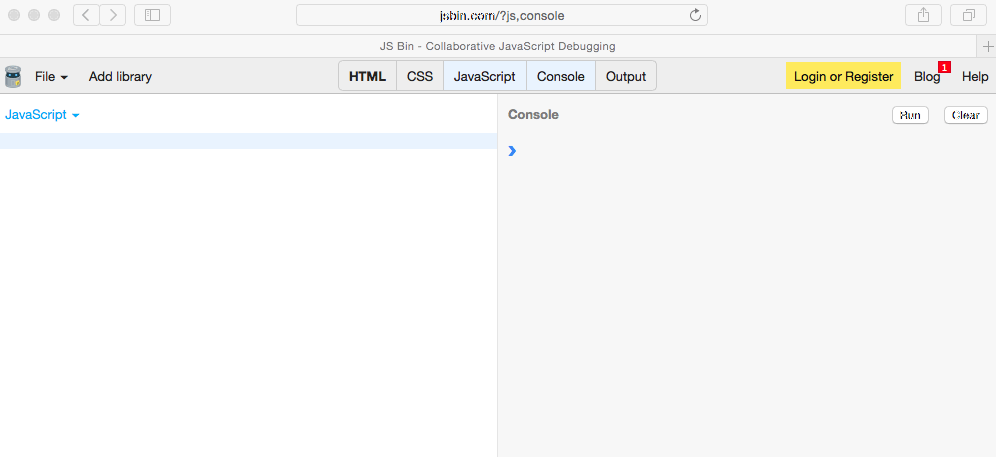 jsbin.com/?js,console
JS Bin - Collaborative JavaScript Debugging
File Add library HTML CSS JavaScript Console Output Login or Register Blog 1 Help
JavaScript Console Run Clear